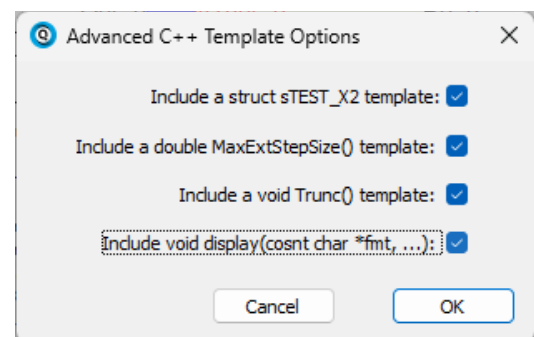 Advanced C++ Template Options
Include a struct sTEST_X2 template:
Include a double MaxExtStepSize() template:
Include a void Trunc() template:
Include void display(cosnt char *fmt, ...):
Cancel OK